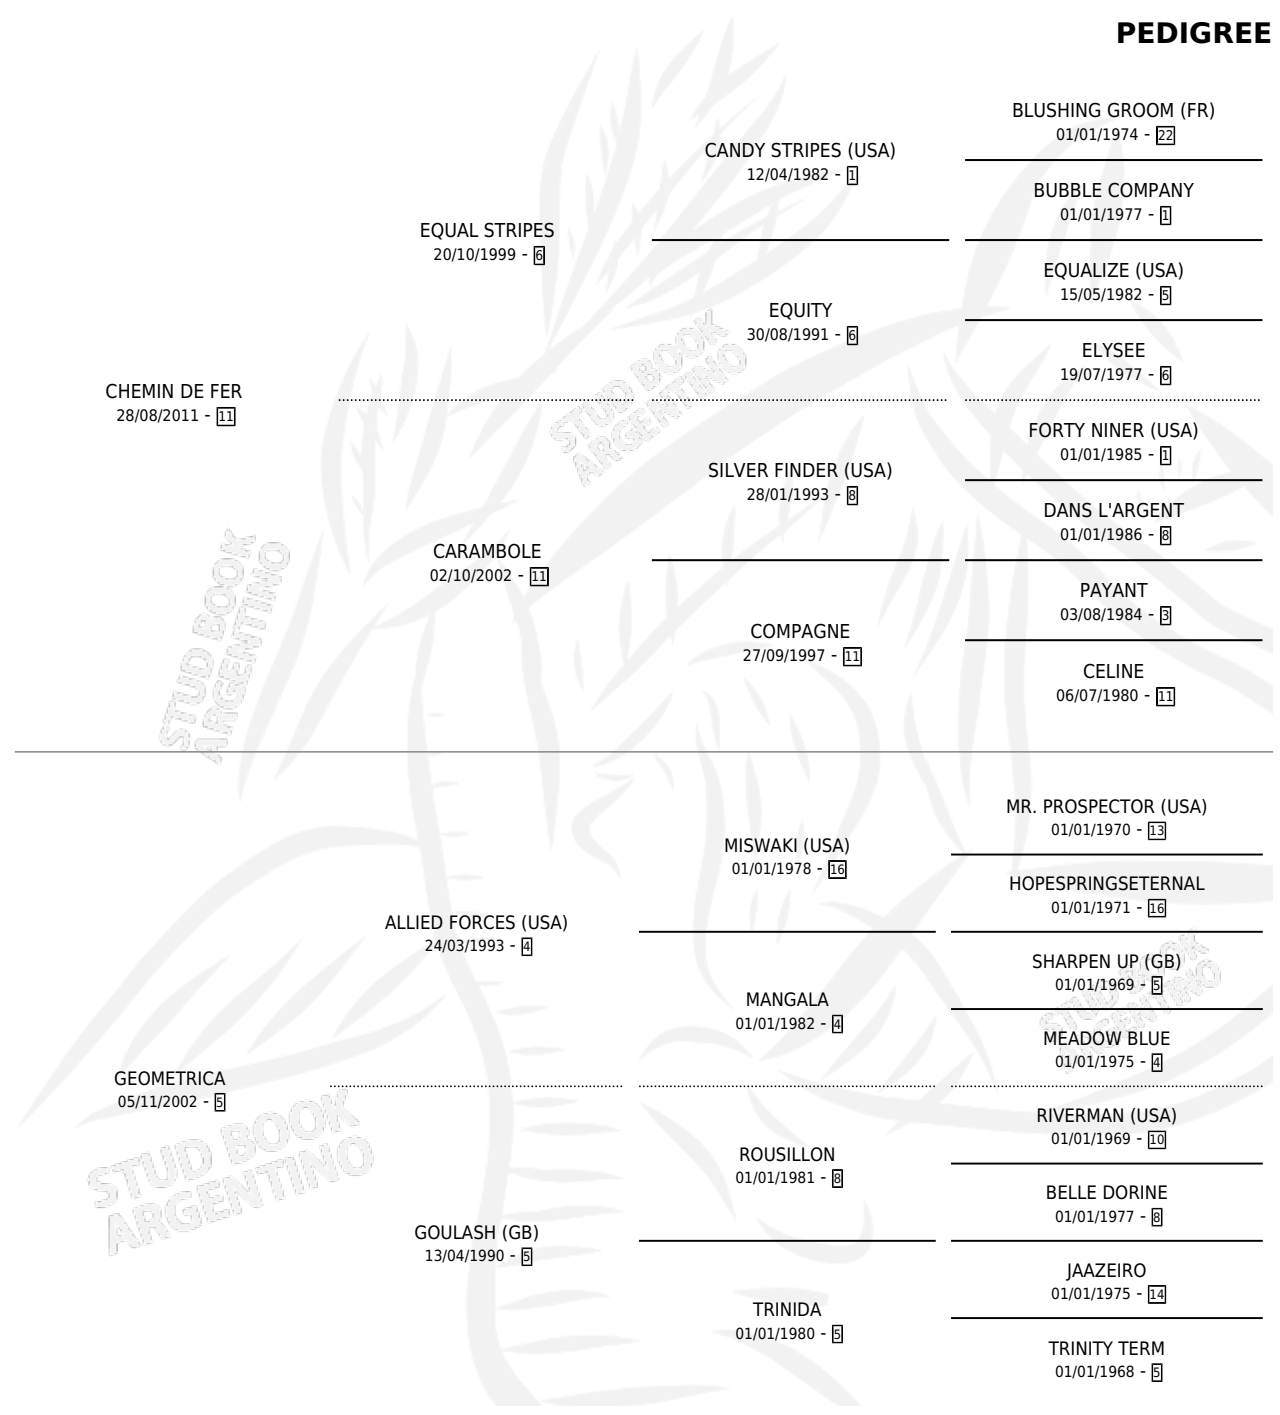 PEDIGREE
BLUSHING GROOM (FR)
01/01/1974 - 22
CANDY STRIPES (USA)
12/04/1982 - 1
BUBBLE COMPANY
01/01/1977 - 1
EQUAL STRIPES
20/10/1999 - 6
EQUALIZE (USA)
15/05/1982 - 5
EQUITY
30/08/1991 - 6
ELYSEE
19/07/1977 - 6
CHEMIN DE FER
28/08/2011 - 11
FORTY NINER (USA)
01/01/1985 - 1
SILVER FINDER (USA)
28/01/1993 - 8
DANS L'ARGENT
01/01/1986 - 8
CARAMBOLE
02/10/2002 - 11
PAYANT
03/08/1984 - 3
COMPAGNE
27/09/1997 - 11
CELINE
06/07/1980 - 11
MR. PROSPECTOR (USA)
01/01/1970 - 13
MISWAKI (USA)
01/01/1978 - 16
HOPESPRINGSETERNAL
01/01/1971 - 16
ALLIED FORCES (USA)
24/03/1993 - 4
SHARPEN UP (GB)
01/01/1969 - 5
MANGALA
01/01/1982 - 4
MEADOW BLUE
01/01/1975 - 4
GEOMETRICA
05/11/2002 - 5
RIVERMAN (USA)
01/01/1969 - 10
ROUSILLON
01/01/1981 - 8
BELLE DORINE
01/01/1977 - 8
GOULASH (GB)
13/04/1990 - 5
JAAZEIRO
01/01/1975 - 14
TRINIDA
01/01/1980 - 5
TRINITY TERM
01/01/1968 - 5
STUD BOOK
ARGENTINO
STUD BOOK
ARGENTINO
STUD BOOK
ARGENTINO
STUD BOOK
ARGENTINO